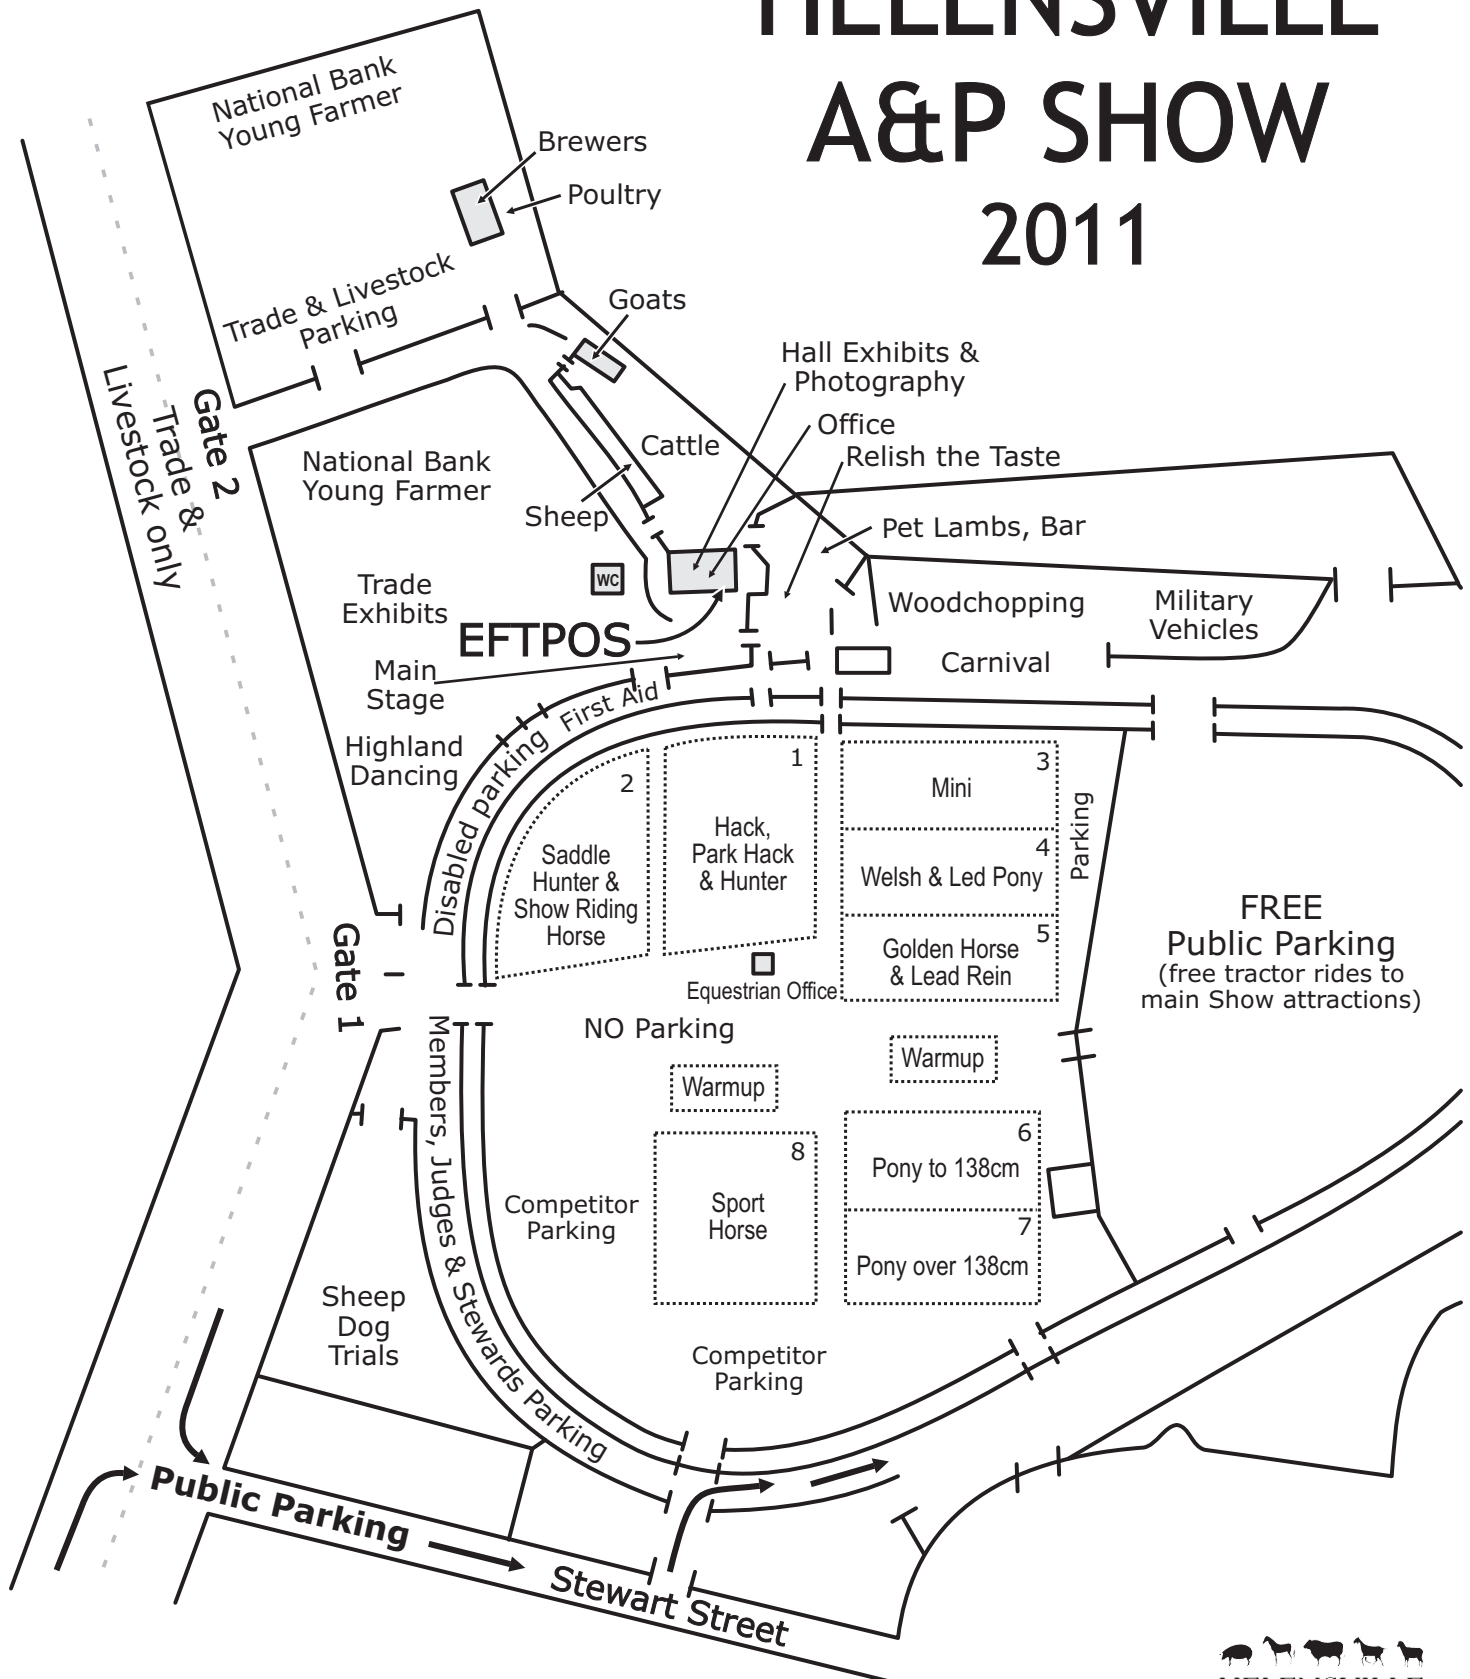 HELENSVILLE
A&P SHOW
2011
National Bank
Young Farmer
Brewers
Poultry
Trade & Livestock
Parking
Goats
Hall Exhibits &
Photography
Office
Relish the Taste
Cattle
Sheep
Pet Lambs, Bar
Gate 2
Trade &
Livestock only
National Bank
Young Farmer
Trade
Exhibits
WC
EFTPOS
Main
Stage
Woodchopping
Military
Vehicles
Carnival
First Aid
Disabled parking
Highland
Dancing
1
Hack,
Park Hack
& Hunter
2
Saddle
Hunter &
Show Riding
Horse
3
Mini
4
Welsh & Led Pony
5
Golden Horse
& Lead Rein
Parking
FREE
Public Parking
(free tractor rides to
main Show attractions)
Gate 1
Equestrian Office
NO Parking
Warmup
Warmup
Members, Judges & Stewards Parking
6
Pony to 138cm
7
Pony over 138cm
8
Sport
Horse
Competitor
Parking
Sheep
Dog
Trials
Competitor
Parking
Public Parking
Stewart Street
HELENSVILLE